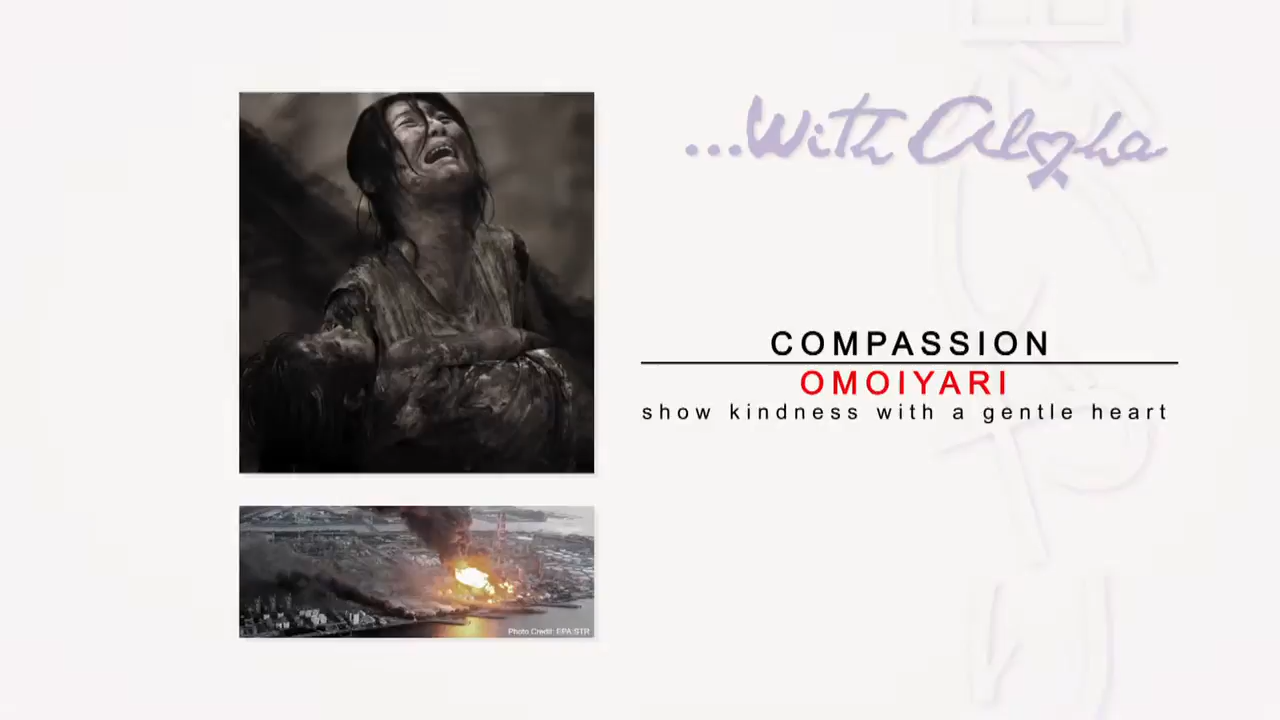 ...With Aloha
COMPASSION
OMOIYARI
show kindness with a gentle heart
Photo Credit: EPA/STR